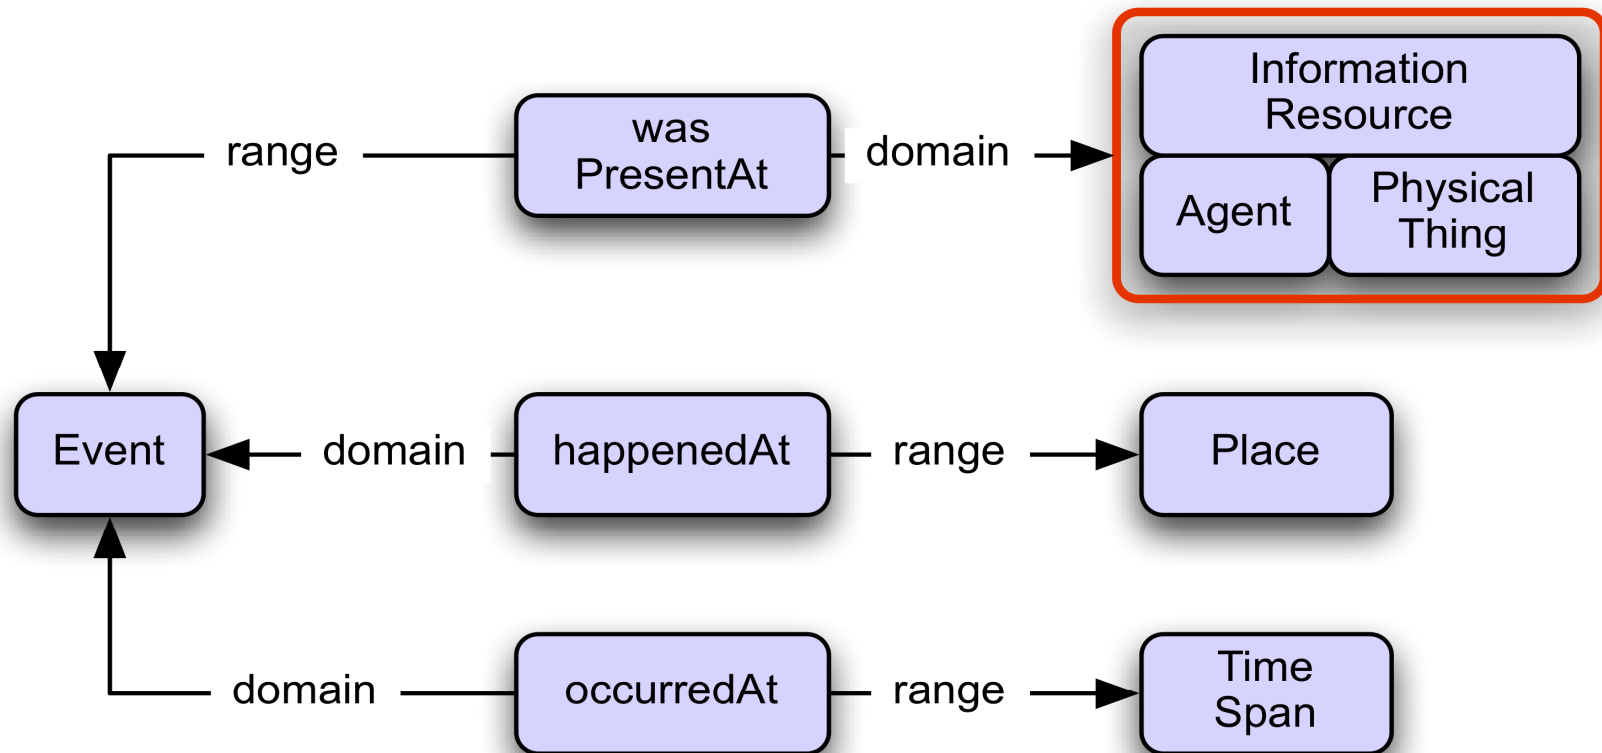 Information
Resource
was
PresentAt
range
domain
Agent
Physical
Thing
Event
domain
happenedAt
range
Place
domain
occurredAt
range
Time
Span